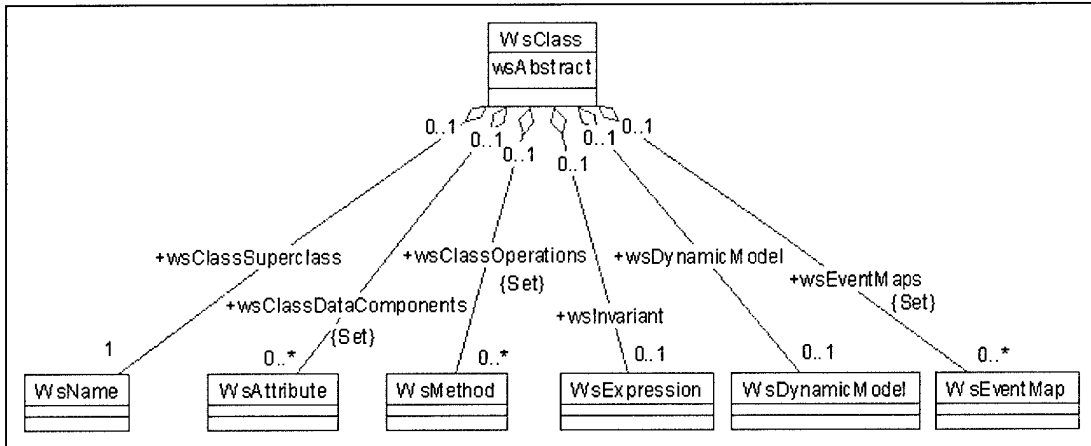 WsClass
wsAbstract
0..1
0..1
0..1
0..1
0..1
0..1
+wsClassSuperclass
+wsClassOperations
{Set}
+wsDynamicModel
+wsEventMaps
{Set}
+wsClassDataComponents
{Set}
+wsInvariant
1
0..*
0..*
0..1
0..1
0..*
WsName
WsAttribute
WsMethod
WsExpression
WsDynamicModel
WsEventMap